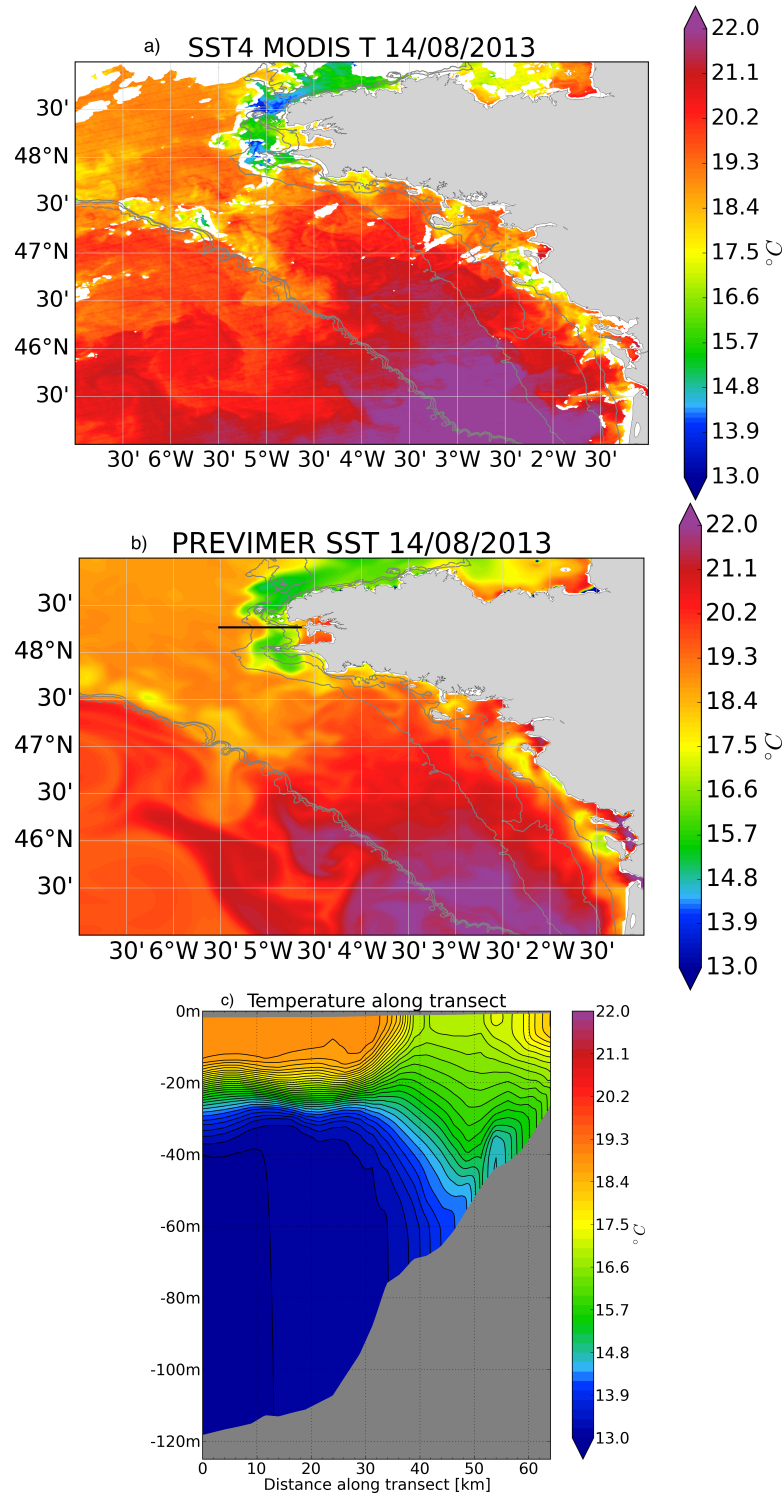 a) SST4 MODIS T 14/08/2013
30'
48°N
30'
47°N
30'
46°N
30'
30' 6°W 30' 5°W 30' 4°W 30' 3°W 30' 2°W 30'
22.0
21.1
20.2
19.3
18.4
17.5
16.6
15.7
14.8
13.9
13.0
°C
b) PREVIMER SST 14/08/2013
30'
48°N
30'
47°N
30'
46°N
30'
30' 6°W 30' 5°W 30' 4°W 30' 3°W 30' 2°W 30'
22.0
21.1
20.2
19.3
18.4
17.5
16.6
15.7
14.8
13.9
13.0
°C
c) Temperature along transect
0m
-20m
-40m
-60m
-80m
-100m
-120m
0 10 20 30 40 50 60
Distance along transect [km]
22.0
21.1
20.2
19.3
18.4
17.5
16.6
15.7
14.8
13.9
13.0
°C